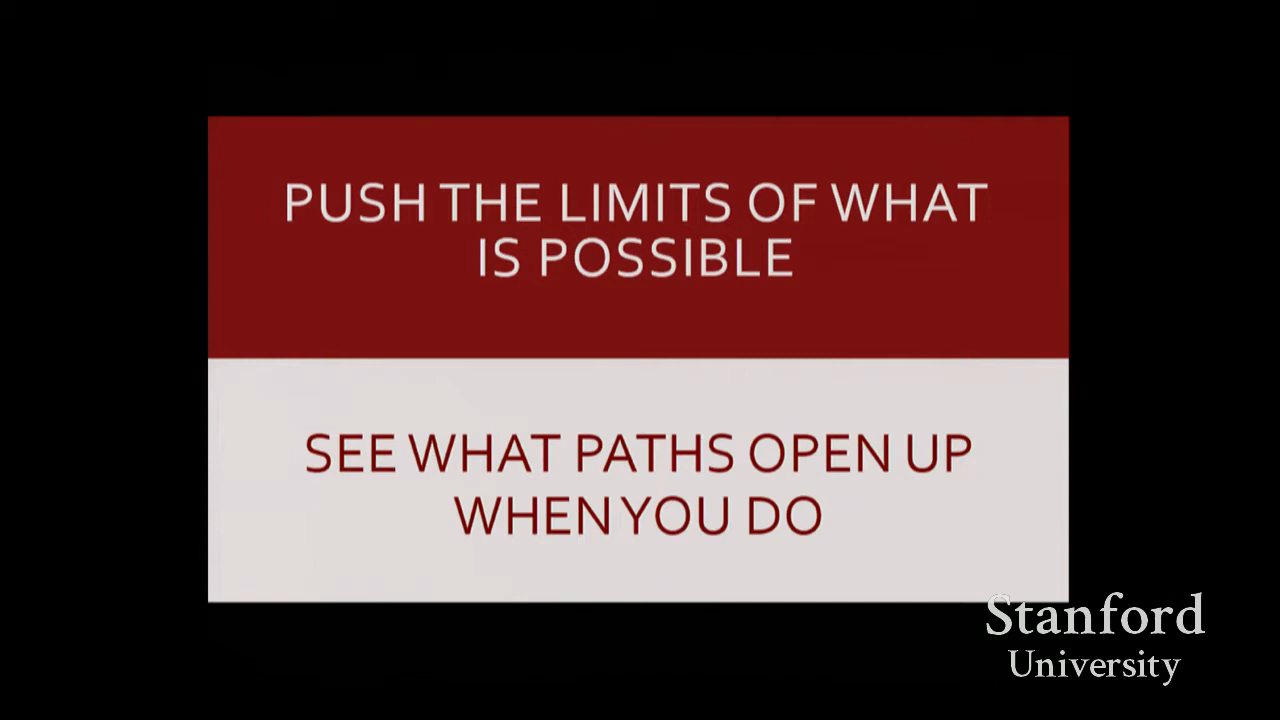 PUSH THE LIMITS OF WHAT
IS POSSIBLE
SEE WHAT PATHS OPEN UP
WHEN YOU DO
Stanford
University